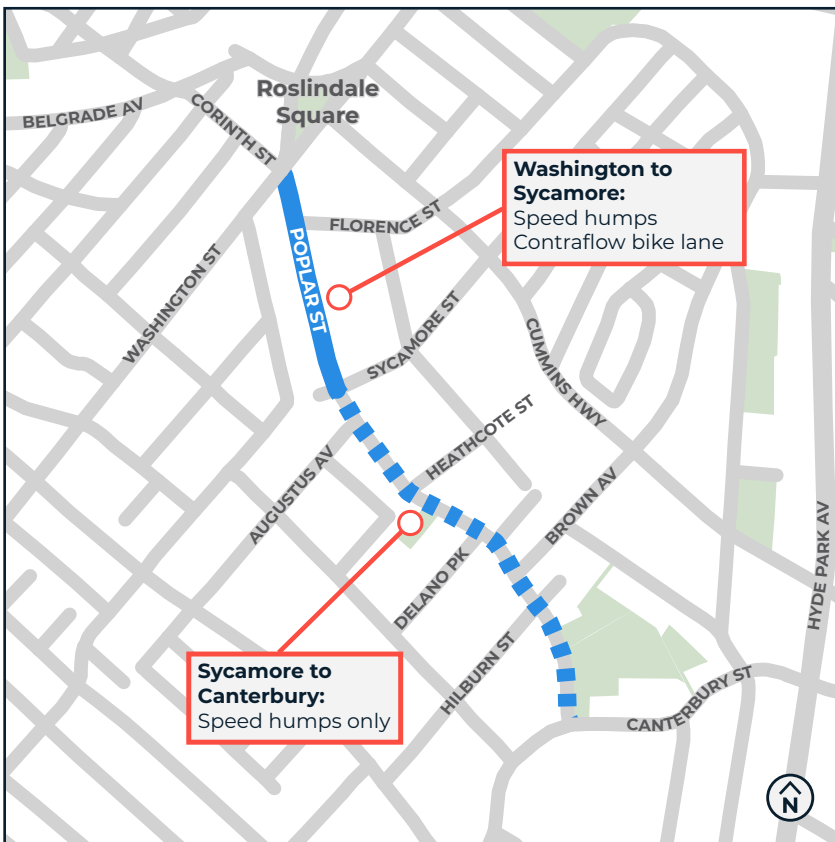 Roslindale
Square
BELGRADE AV
CORINTH ST
Washington to
Sycamore:
Speed humps
Contraflow bike lane
FLORENCE ST
POPLAR ST
WASHINGTON ST
SYCAMORE ST
CUMMINS HWY
HEATHCOTE ST
AUGUSTUS AV
BROWN AV
HYDE PARK AV
DELANO PK
HILBURN ST
Sycamore to
Canterbury:
Speed humps only
CANTERBURY ST
N